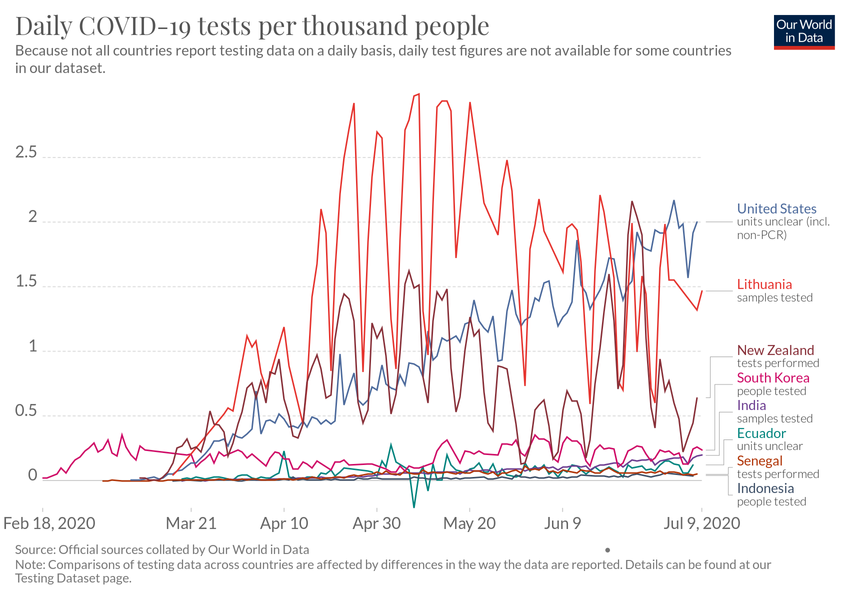 Daily COVID-19 tests per thousand people
Our World
in Data
Because not all countries report testing data on a daily basis, daily test figures are not available for some countries
in our dataset.
2.5
2
1.5
1
0.5
0
United States
units unclear (incl.
non-PCR)
Lithuania
samples tested
New Zealand
tests performed
South Korea
people tested
India
samples tested
Ecuador
units unclear
Senegal
tests performed
Indonesia
people tested
Feb 18, 2020
Mar 21
Apr 10
Apr 30
May 20
Jun 9
Jul 9, 2020
Source: Official sources collated by Our World in Data
Note: Comparisons of testing data across countries are affected by differences in the way the data are reported. Details can be found at our
Testing Dataset page.